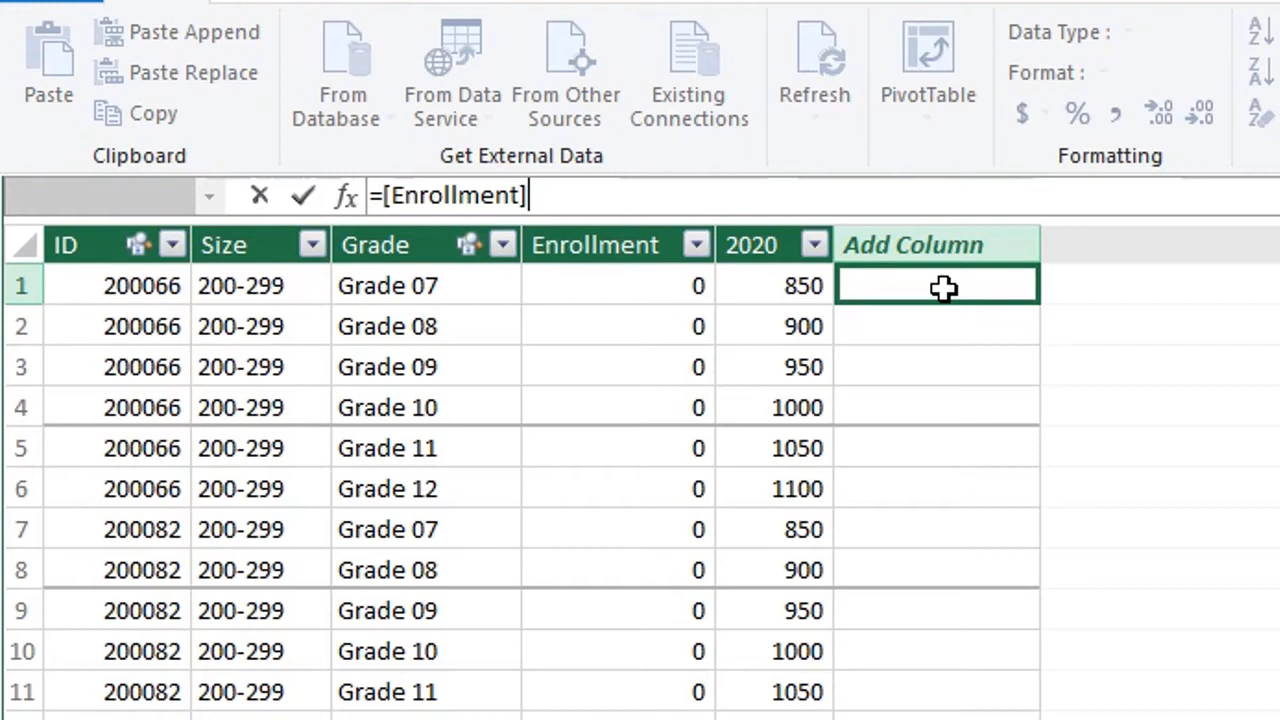 Paste
Paste Append
Paste Replace
Copy
Clipboard
From Database
From Data Service
From Other Sources
Existing Connections
Get External Data
Refresh
PivotTable
Data Type :
Format :
$ % ,
Formatting
fx =[Enrollment]
ID Size Grade Enrollment 2020 Add Column
1 200066 200-299 Grade 07 0 850
2 200066 200-299 Grade 08 0 900
3 200066 200-299 Grade 09 0 950
4 200066 200-299 Grade 10 0 1000
5 200066 200-299 Grade 11 0 1050
6 200066 200-299 Grade 12 0 1100
7 200082 200-299 Grade 07 0 850
8 200082 200-299 Grade 08 0 900
9 200082 200-299 Grade 09 0 950
10 200082 200-299 Grade 10 0 1000
11 200082 200-299 Grade 11 0 1050